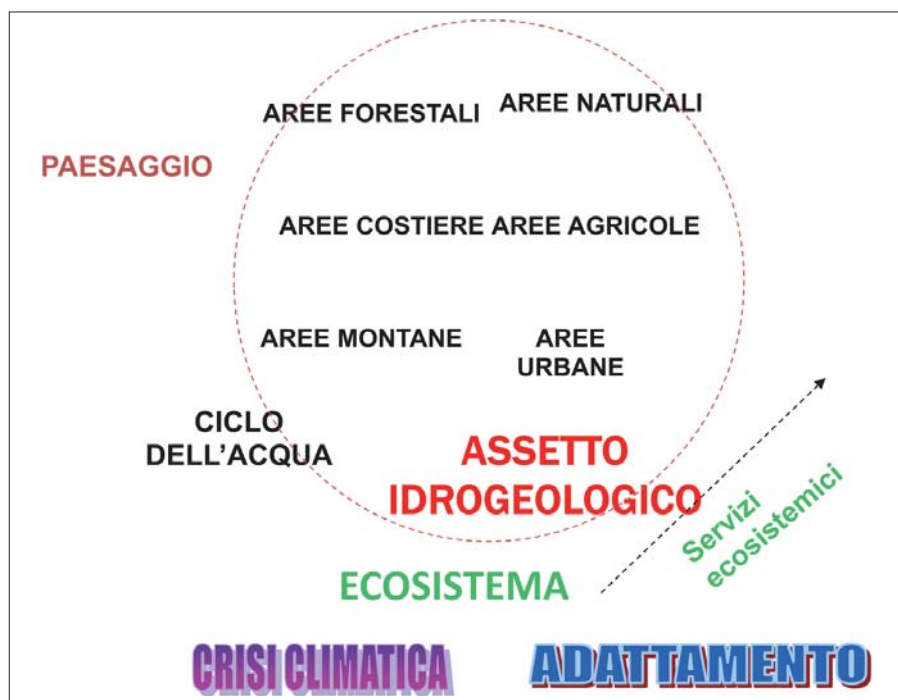 AREE FORESTALI
AREE NATURALI
PAESAGGIO
AREE COSTIERE
AREE AGRICOLE
AREE MONTANE
AREE
URBANE
CICLO
DELL’ACQUA
ASSETTO
IDROGEOLOGICO
Servizi
ecosistemici
ECOSISTEMA
CRISI CLIMATICA
ADATTAMENTO